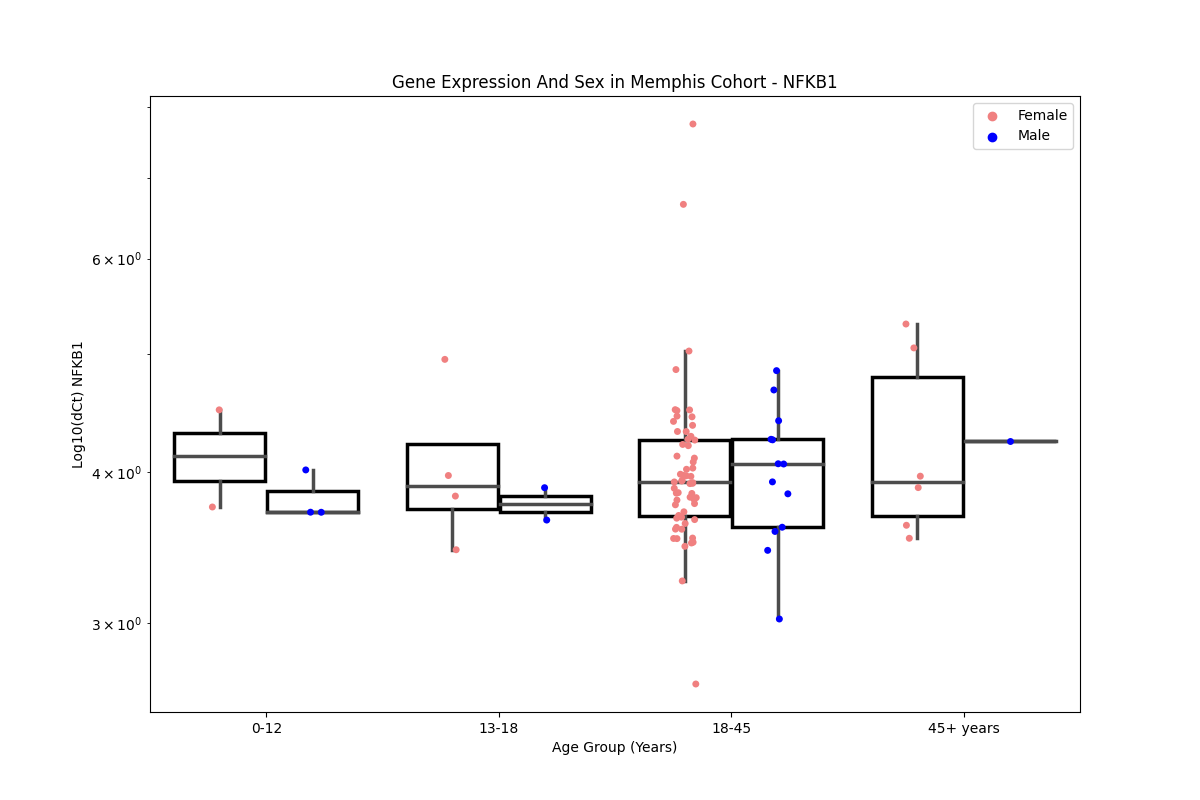 Gene Expression And Sex in Memphis Cohort - NFKB1
Female
Male
Log10(dCt) NFKB1
6 × 10⁰
4 × 10⁰
3 × 10⁰
0-12
13-18
18-45
45+ years
Age Group (Years)